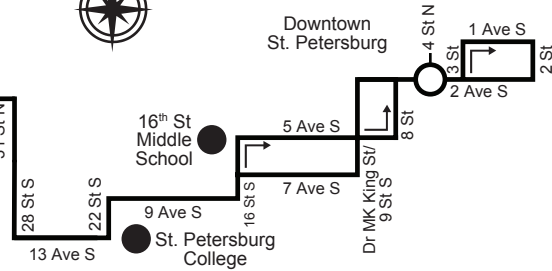 Downtown
St. Petersburg
4 St N
1 Ave S
3 St
2 St
2 Ave S
8 St
16th St
Middle
School
5 Ave S
7 Ave S
16 St S
Dr MK King St/
9 St S
28 St S
22 St S
9 Ave S
13 Ave S
St. Petersburg
College